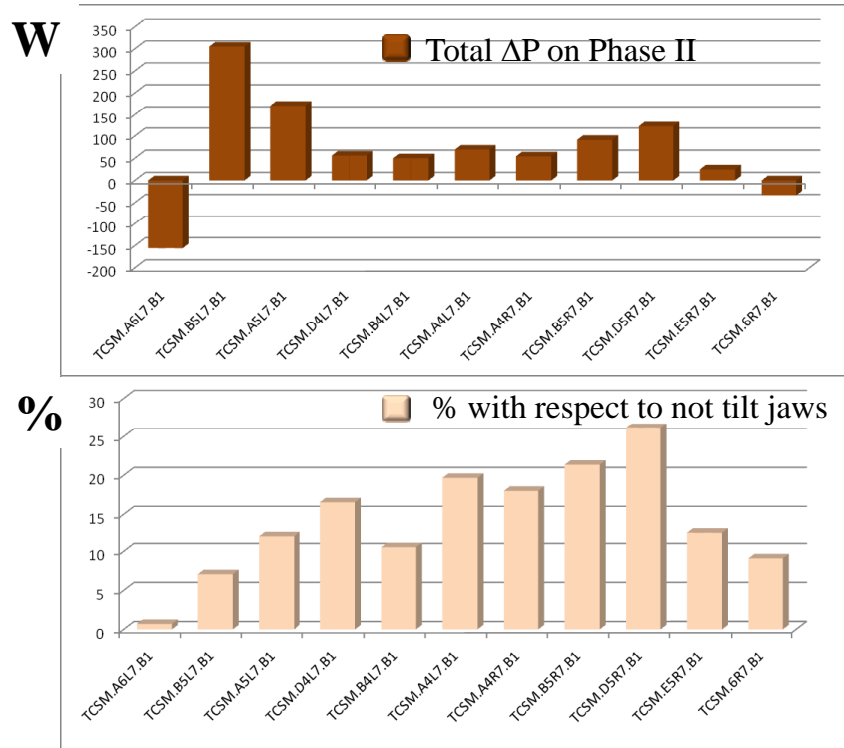 W
Total ΔP on Phase II
350
300
250
200
150
100
50
0
-50
-100
-150
-200
TCSM.A6L7.B1
TCSM.B5L7.B1
TCSM.A5L7.B1
TCSM.D4L7.B1
TCSM.B4L7.B1
TCSM.A4L7.B1
TCSM.A4R7.B1
TCSM.B5R7.B1
TCSM.D5R7.B1
TCSM.E5R7.B1
TCSM.6R7.B1
%
% with respect to not tilt jaws
30
25
20
15
10
5
0
TCSM.A6L7.B1
TCSM.B5L7.B1
TCSM.A5L7.B1
TCSM.D4L7.B1
TCSM.B4L7.B1
TCSM.A4L7.B1
TCSM.A4R7.B1
TCSM.B5R7.B1
TCSM.D5R7.B1
TCSM.E5R7.B1
TCSM.6R7.B1